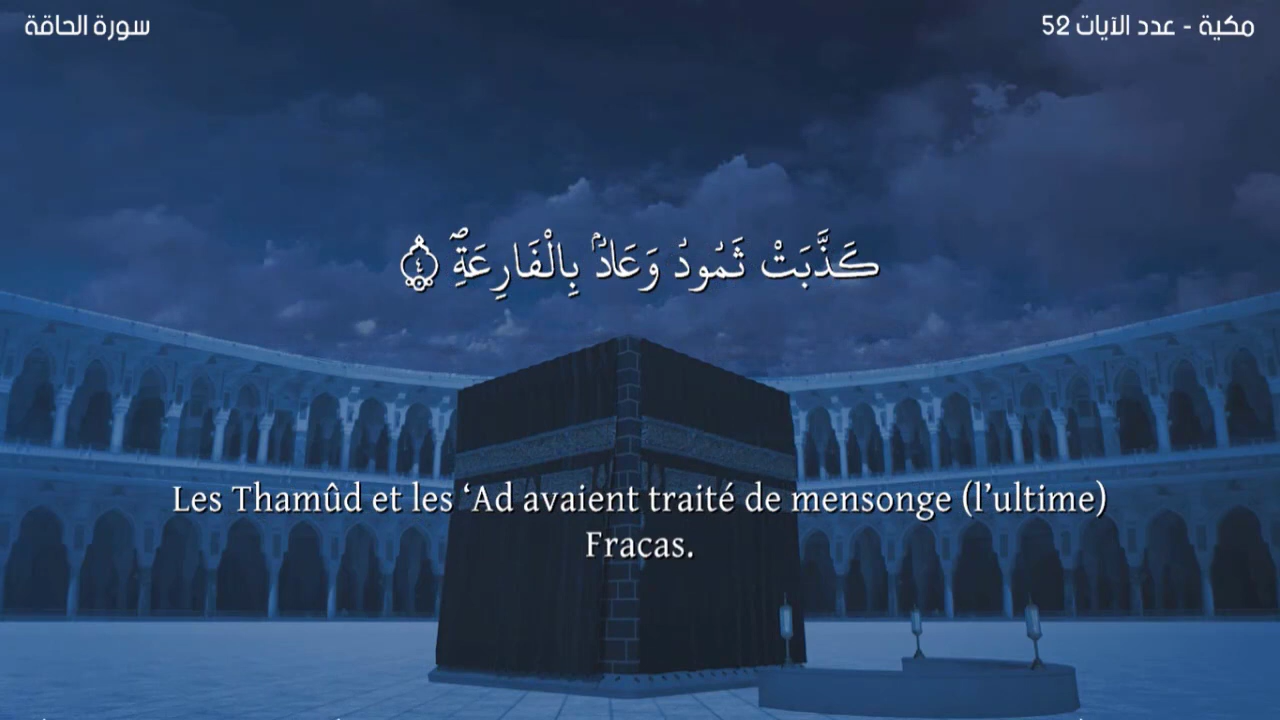 مكية - عدد الآيات 52
سورة الحاقة
كَذَّبَتْ ثَمُودُ وَعَادٌۢ بِالْقَارِعَةِ ۝٤
Les Thamûd et les ‘Ad avaient traité de mensonge (l’ultime)
Fracas.